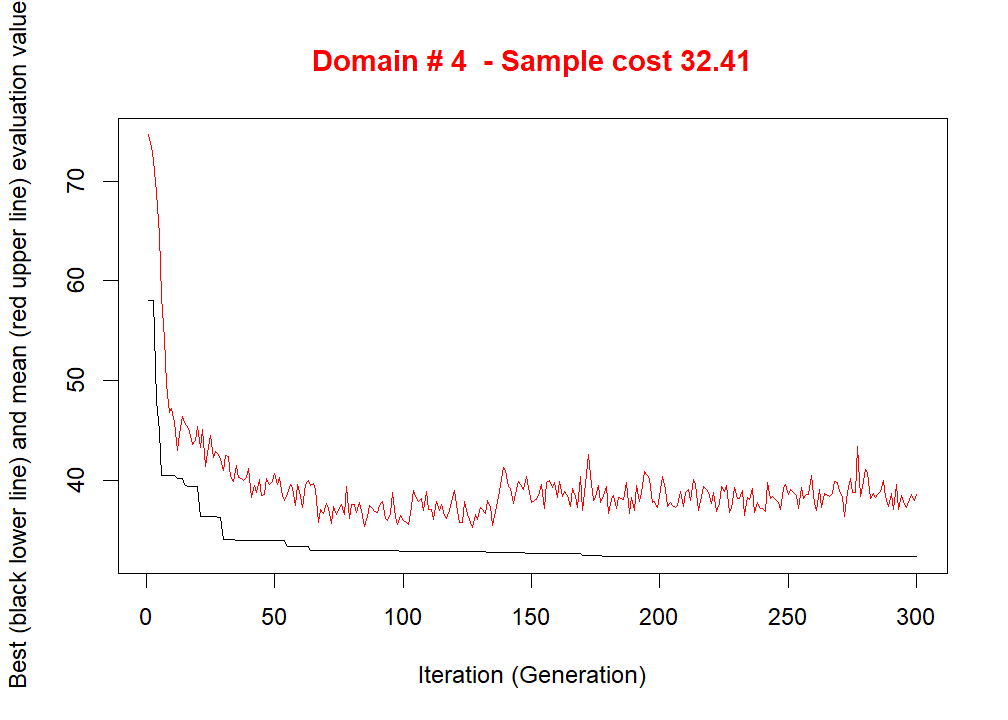 Domain # 4  - Sample cost 32.41
Best (black lower line) and mean (red upper line) evaluation value
70
60
50
40
0 50 100 150 200 250 300
Iteration (Generation)